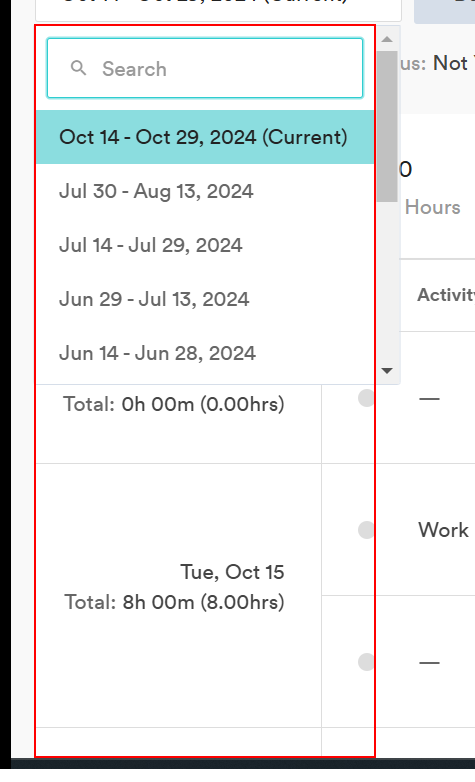 Search
us: Not
Oct 14 - Oct 29, 2024 (Current)
Jul 30 - Aug 13, 2024
0
Hours
Jul 14 - Jul 29, 2024
Jun 29 - Jul 13, 2024
Activit
Jun 14 - Jun 28, 2024
Total: 0h 00m (0.00hrs)
—
Work
Tue, Oct 15
Total: 8h 00m (8.00hrs)
—